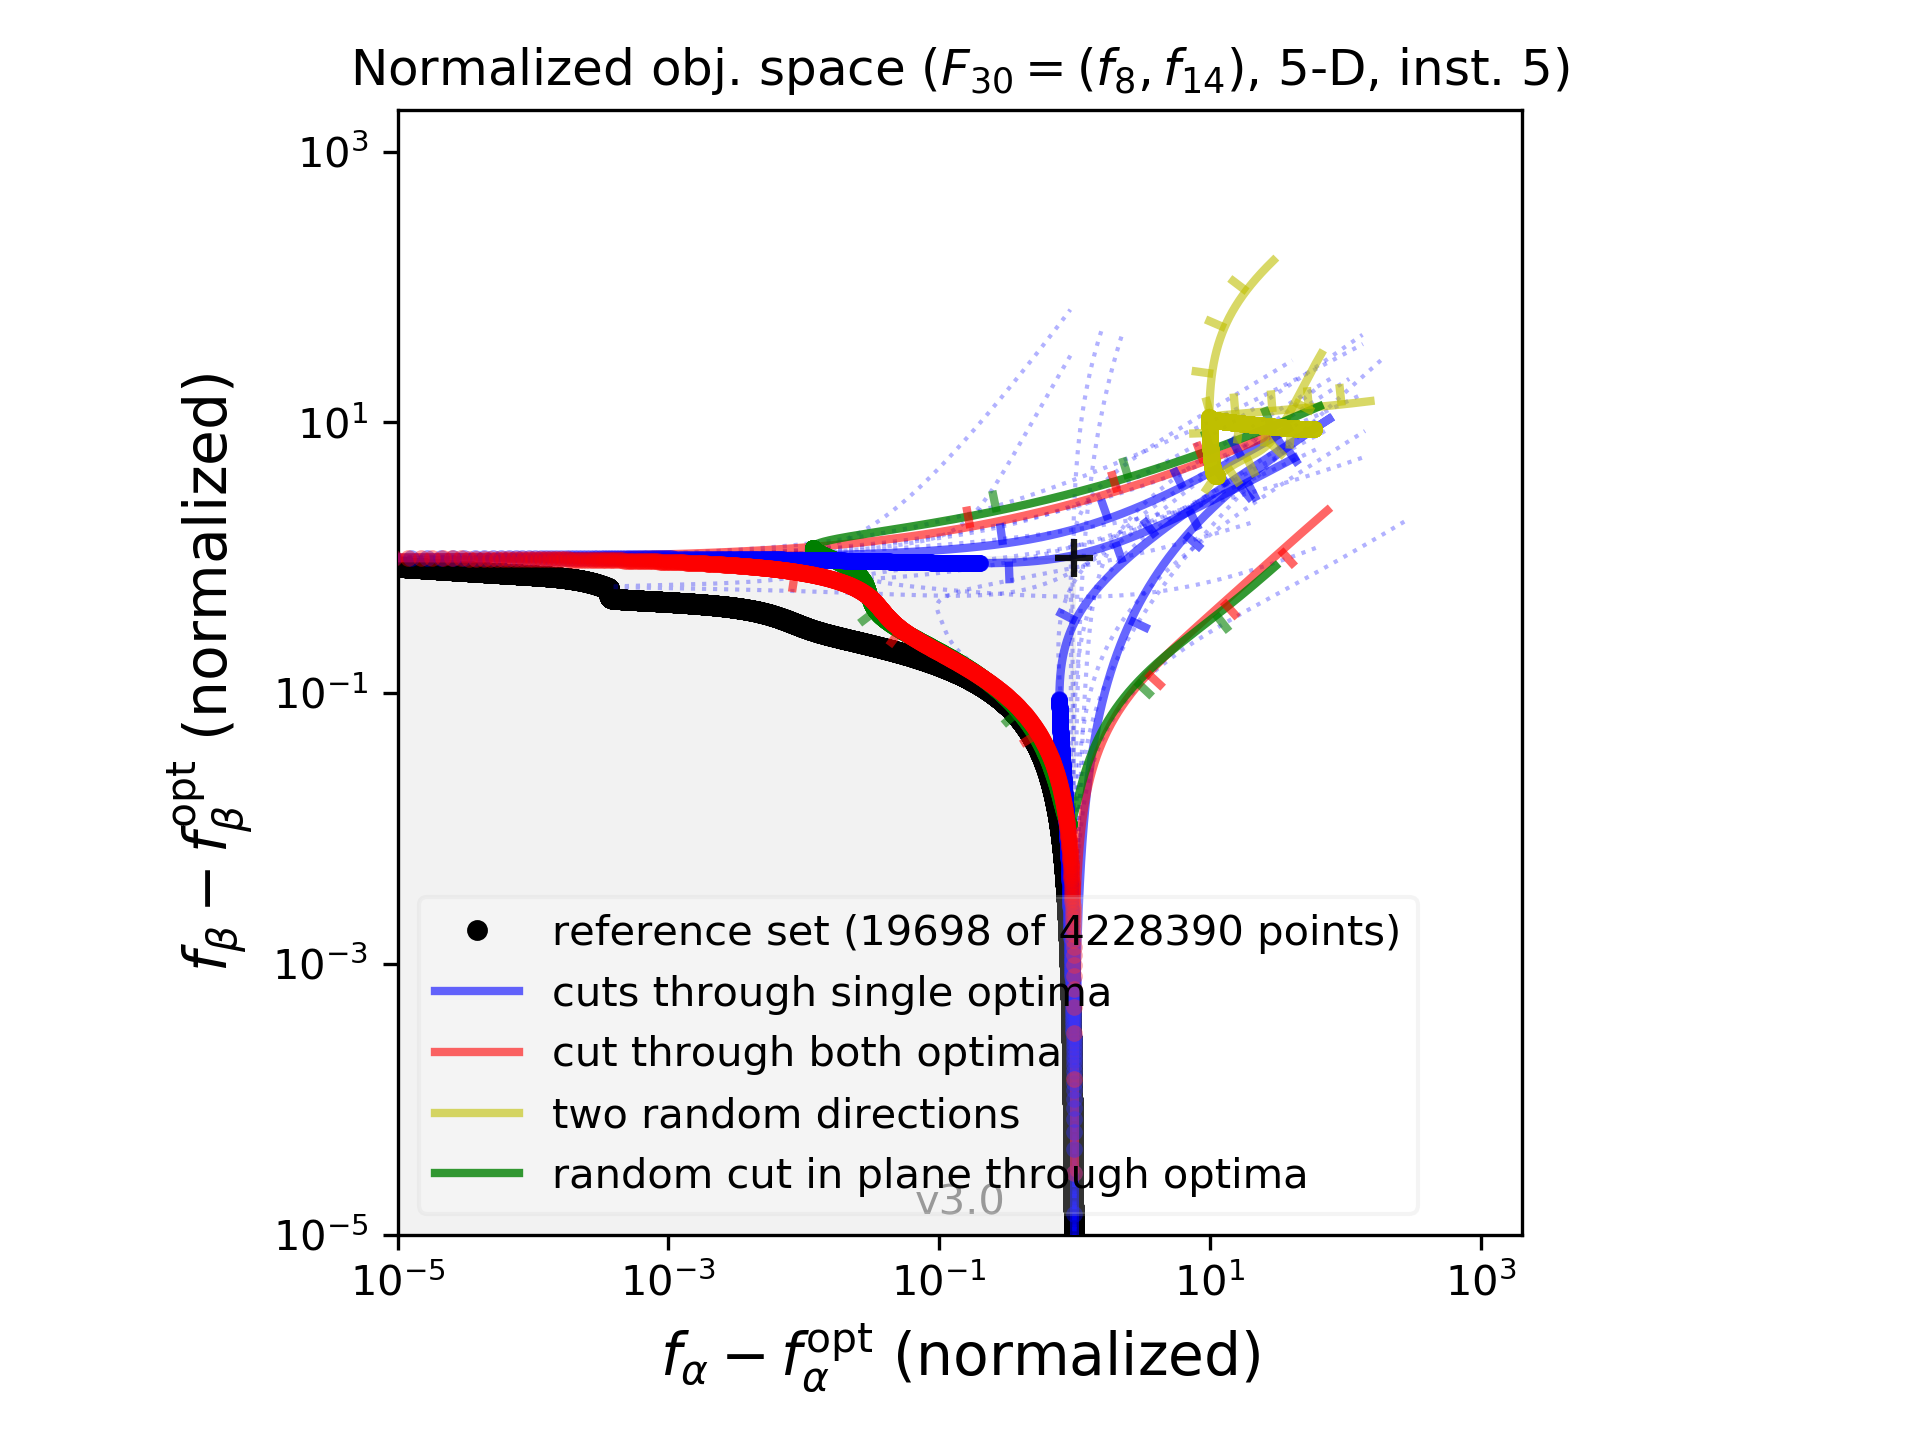 Normalized obj. space ($F_{30} = (f_8, f_{14})$, 5-D, inst. 5)
$10^3$
$10^1$
$10^{-1}$
$10^{-3}$
$10^{-5}$
$f_\beta - f_\beta^{\mathrm{opt}}$ (normalized)
reference set (19698 of 4228390 points)
cuts through single optima
cut through both optima
two random directions
random cut in plane through optima
v3.0
$10^{-5}$ $10^{-3}$ $10^{-1}$ $10^1$ $10^3$
$f_\alpha - f_\alpha^{\mathrm{opt}}$ (normalized)